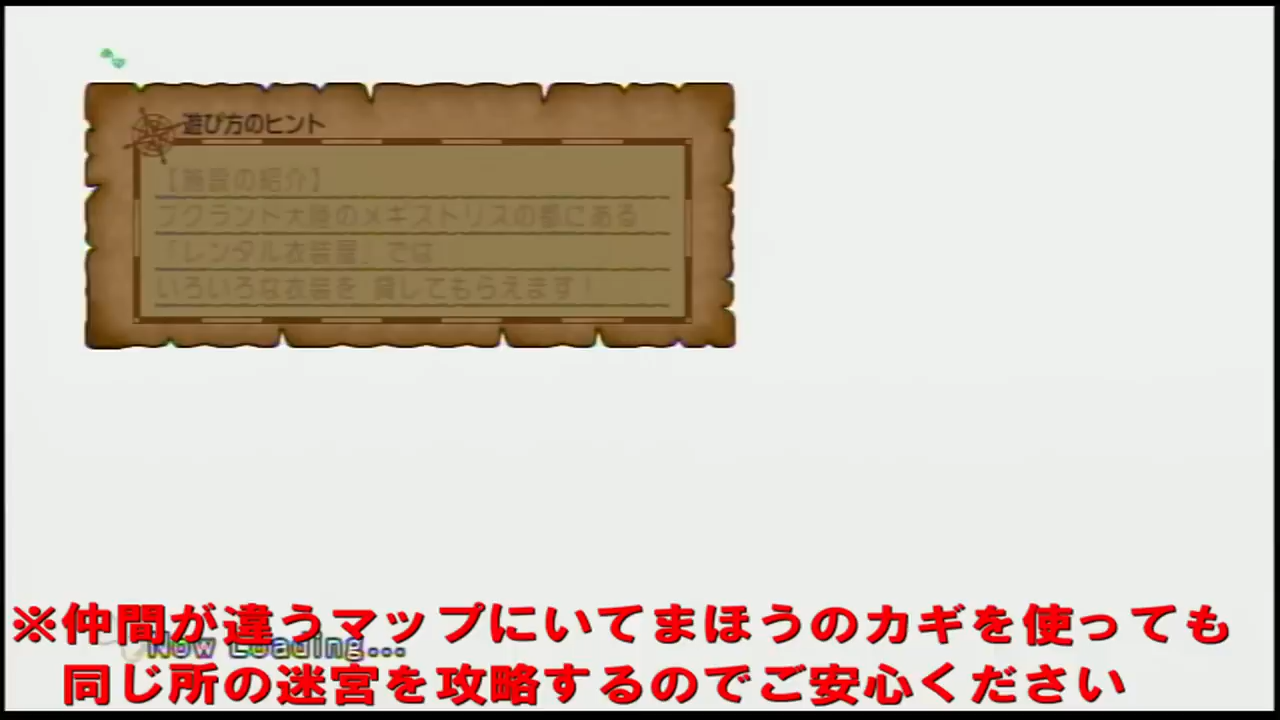 遊び方のヒント
【施設の紹介】
プクランド大陸のメギストリスの都にある
「レンタル衣装屋」では
いろいろな衣装を 貸してもらえます!
※仲間が違うマップにいてまほうのカギを使っても
Now Loading...
同じ所の迷宮を攻略するのでご安心ください